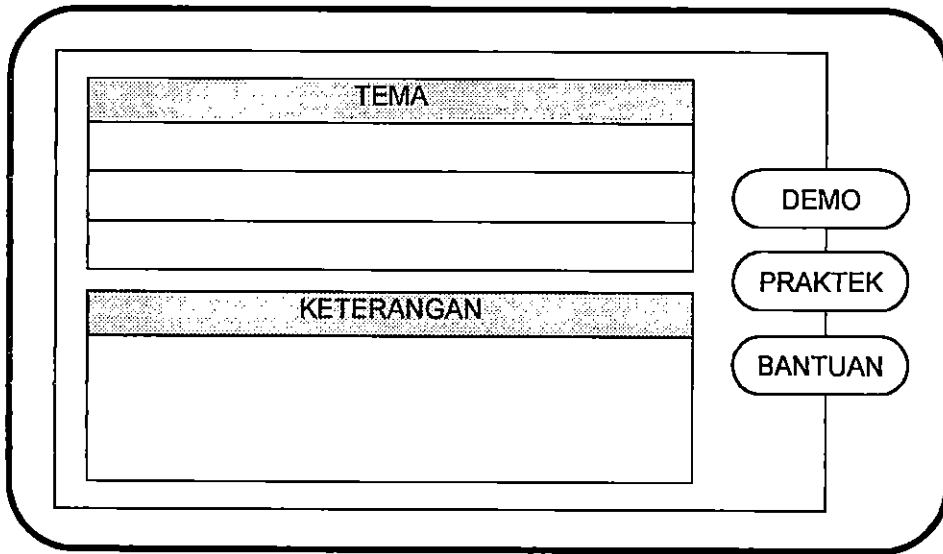 TEMA
KETERANGAN
DEMO
PRAKTEK
BANTUAN